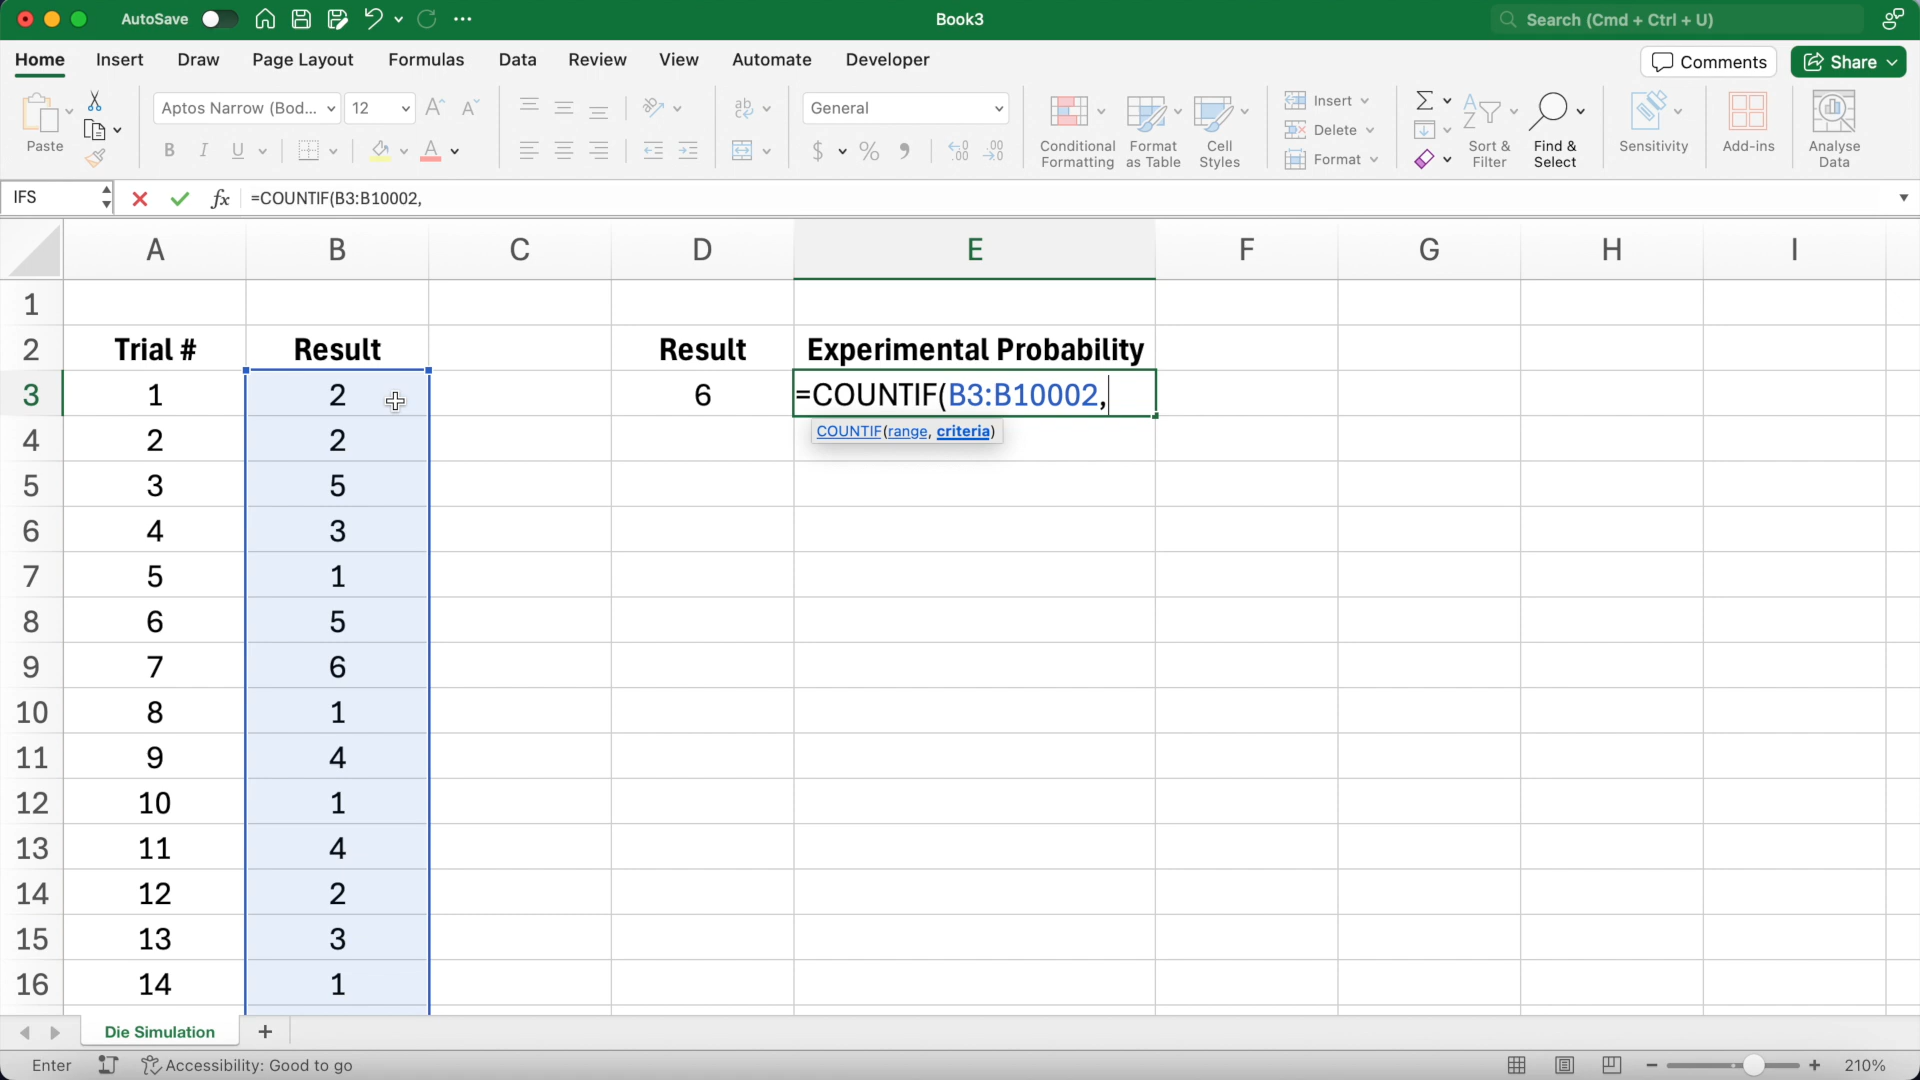 AutoSave
Book3
Search (Cmd + Ctrl + U)
Home Insert Draw Page Layout Formulas Data Review View Automate Developer
Comments
Share
Paste
Aptos Narrow (Bod...
12
B I U
A
ab
General
$ % ,
Conditional Formatting
Format as Table
Cell Styles
Insert
Delete
Format
Sort & Filter
Find & Select
Sensitivity
Add-ins
Analyse Data
IFS
fx
=COUNTIF(B3:B10002,
A B C D E F G H I
1
2 Trial # Result Result Experimental Probability
3 1 2 6 =COUNTIF(B3:B10002,
COUNTIF(range, criteria)
4 2 2
5 3 5
6 4 3
7 5 1
8 6 5
9 7 6
10 8 1
11 9 4
12 10 1
13 11 4
14 12 2
15 13 3
16 14 1
Die Simulation
Enter
Accessibility: Good to go
210%